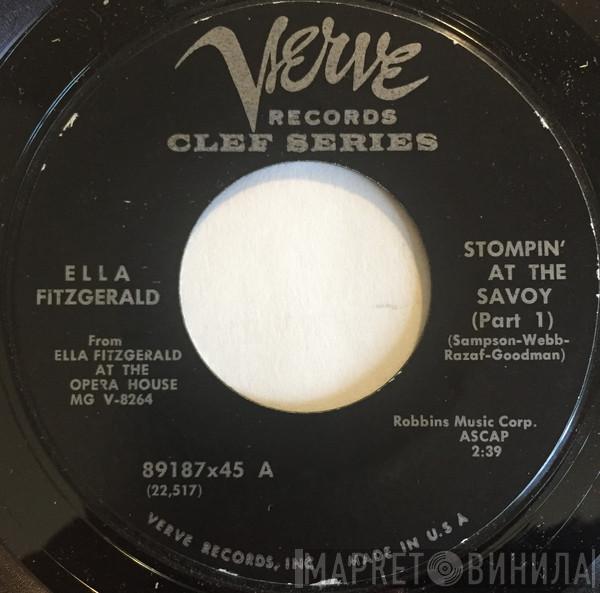 Verve
RECORDS
CLEF SERIES
ELLA
FITZGERALD
From
ELLA FITZGERALD
AT THE
OPERA HOUSE
MG V-8264
STOMPIN'
AT THE
SAVOY
(Part 1)
(Sampson-Webb-
Razaf-Goodman)
Robbins Music Corp.
ASCAP
2:39
89187x45 A
(22,517)
VERVE RECORDS, INC. MADE IN U.S.A
МАРКЕТ ВИНИЛА